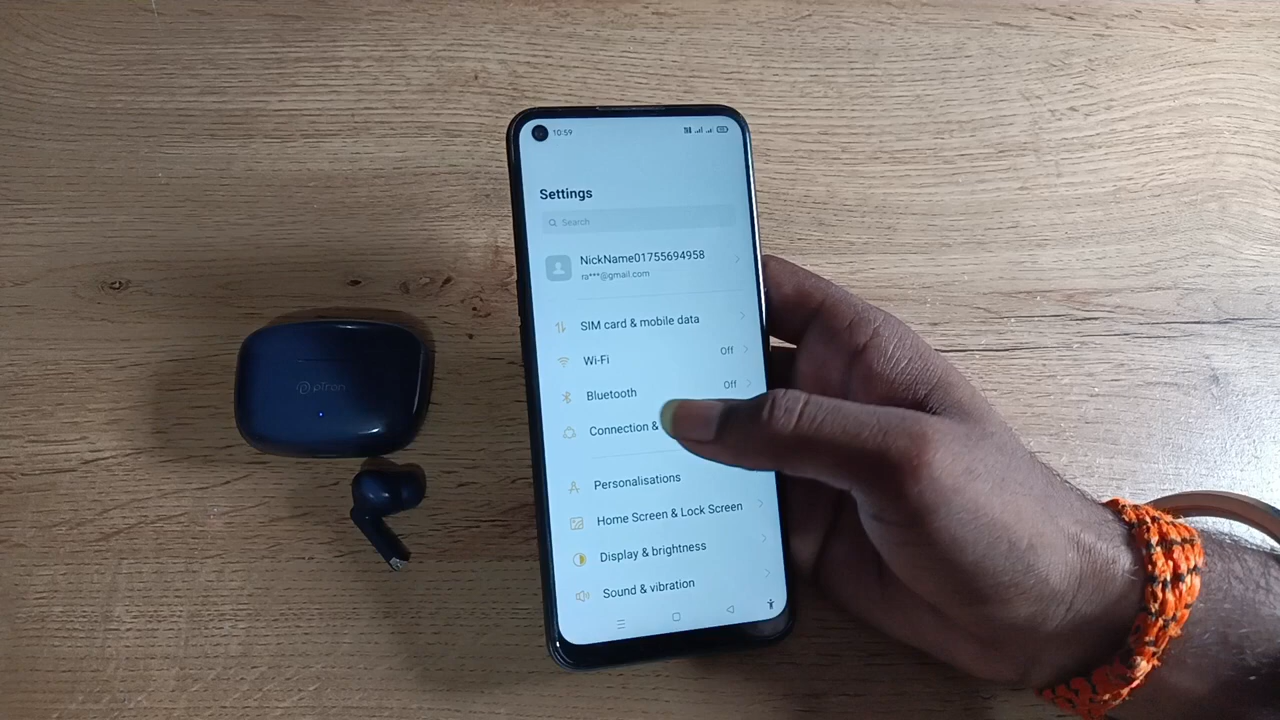 10:59
Settings
Search
NickName01755694958
ra***@gmail.com
SIM card & mobile data
Wi-Fi Off
Bluetooth Off
Connection &
Personalisations
Home Screen & Lock Screen
Display & brightness
Sound & vibration
pTron